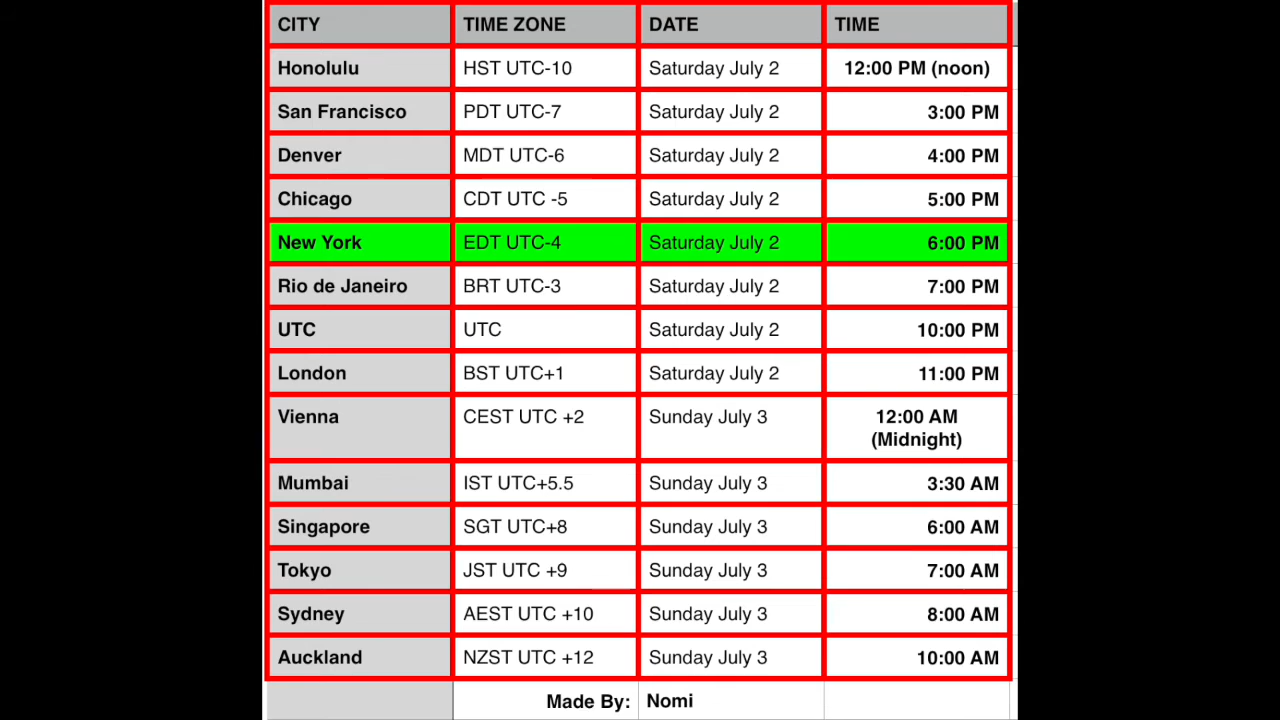 CITY TIME ZONE DATE TIME
Honolulu HST UTC-10 Saturday July 2 12:00 PM (noon)
San Francisco PDT UTC-7 Saturday July 2 3:00 PM
Denver MDT UTC-6 Saturday July 2 4:00 PM
Chicago CDT UTC -5 Saturday July 2 5:00 PM
New York EDT UTC-4 Saturday July 2 6:00 PM
Rio de Janeiro BRT UTC-3 Saturday July 2 7:00 PM
UTC UTC Saturday July 2 10:00 PM
London BST UTC+1 Saturday July 2 11:00 PM
Vienna CEST UTC +2 Sunday July 3 12:00 AM
(Midnight)
Mumbai IST UTC+5.5 Sunday July 3 3:30 AM
Singapore SGT UTC+8 Sunday July 3 6:00 AM
Tokyo JST UTC +9 Sunday July 3 7:00 AM
Sydney AEST UTC +10 Sunday July 3 8:00 AM
Auckland NZST UTC +12 Sunday July 3 10:00 AM
Made By: Nomi